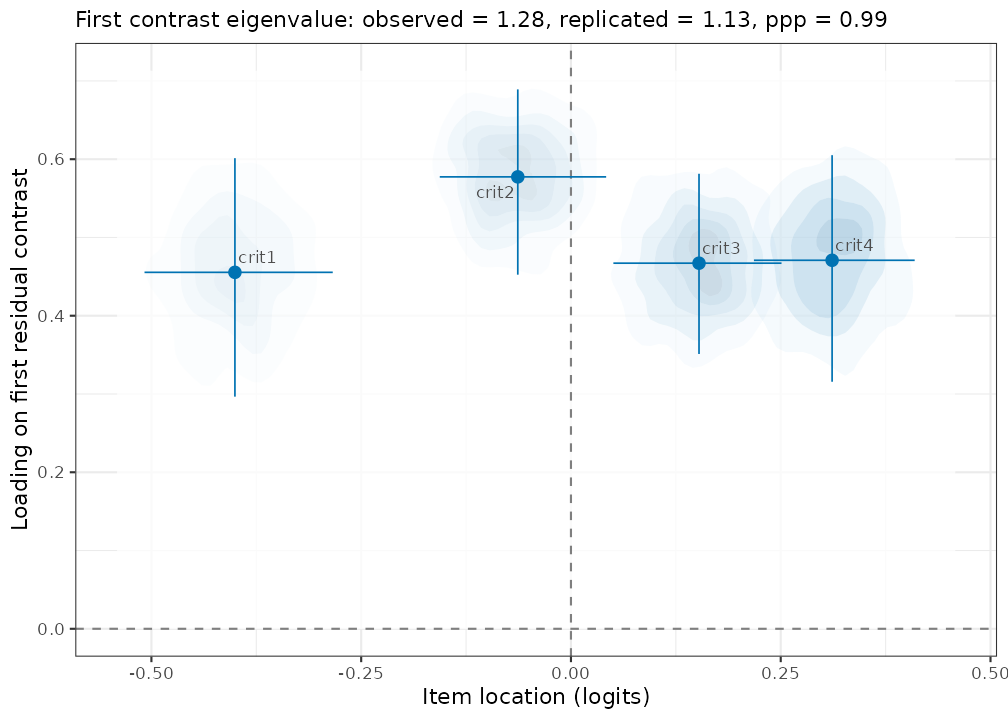 First contrast eigenvalue: observed = 1.28, replicated = 1.13, ppp = 0.99
Loading on first residual contrast
0.6
0.4
0.2
0.0
crit2
crit1
crit3
crit4
-0.50
-0.25
0.00
0.25
0.50
Item location (logits)